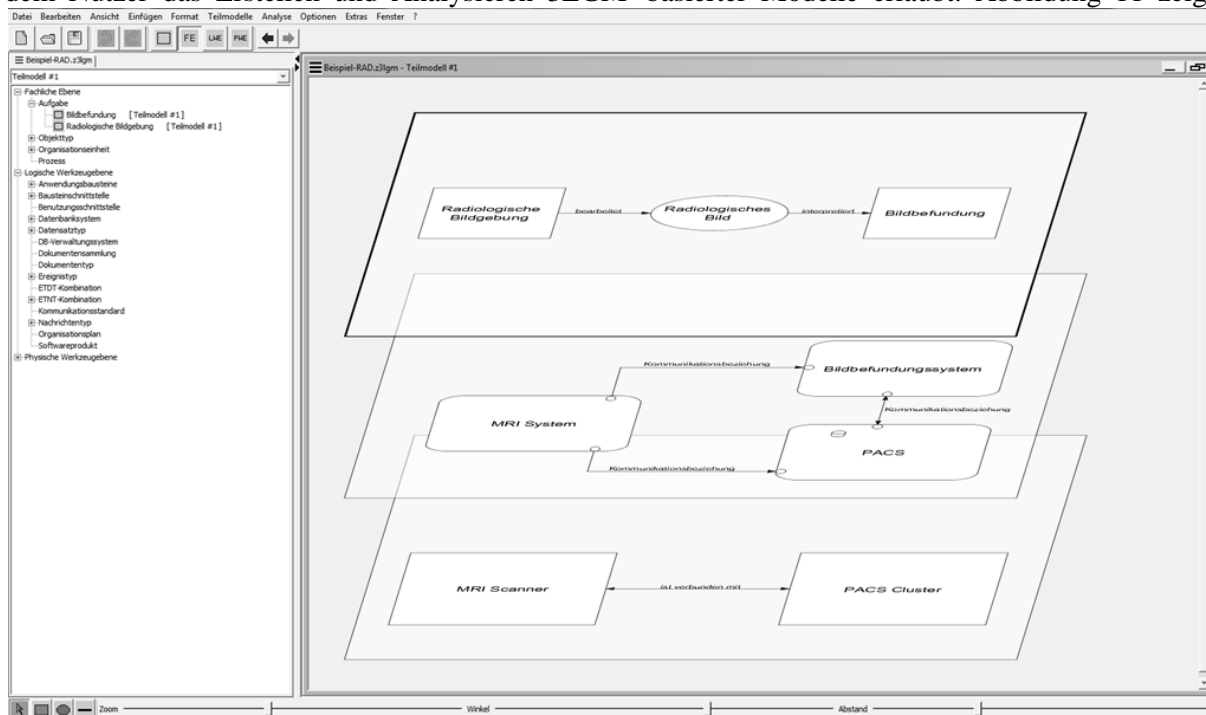 dem Nutzer das Erstellen und Analysieren 3LGM basierter Modelle erlaubt. Abbildung 11 zeigt
Datei Bearbeiten Ansicht Einfügen Format Teilmodelle Analyse Optionen Extras Fenster ?
FE LWE PWE
Beispiel-RAD.z3lgm
Teilmodell #1
Fachliche Ebene
Aufgabe
Bildbefundung [Teilmodell #1]
Radiologische Bildgebung [Teilmodell #1]
Objekttyp
Organisationseinheit
Prozess
Logische Werkzeugebene
Anwendungsbausteine
Bausteinschnittstelle
Benutzungsschnittstelle
Datenbanksystem
Datensatztyp
DB-Verwaltungssystem
Dokumentensammlung
Dokumententyp
Ereignistyp
ETDT-Kombination
ETNT-Kombination
Kommunikationsstandard
Nachrichtentyp
Organisationsplan
Softwareprodukt
Physische Werkzeugebene
Beispiel-RAD.z3lgm - Teilmodell #1
Radiologische
Bildgebung
bearbeitet
Radiologisches
Bild
interpretiert
Bildbefundung
Kommunikationsbeziehung
Bildbefundungssystem
Kommunikationsbeziehung
MRI System
PACS
Kommunikationsbeziehung
MRI Scanner
ist verbunden mit
PACS Cluster
Zoom Winkel Abstand